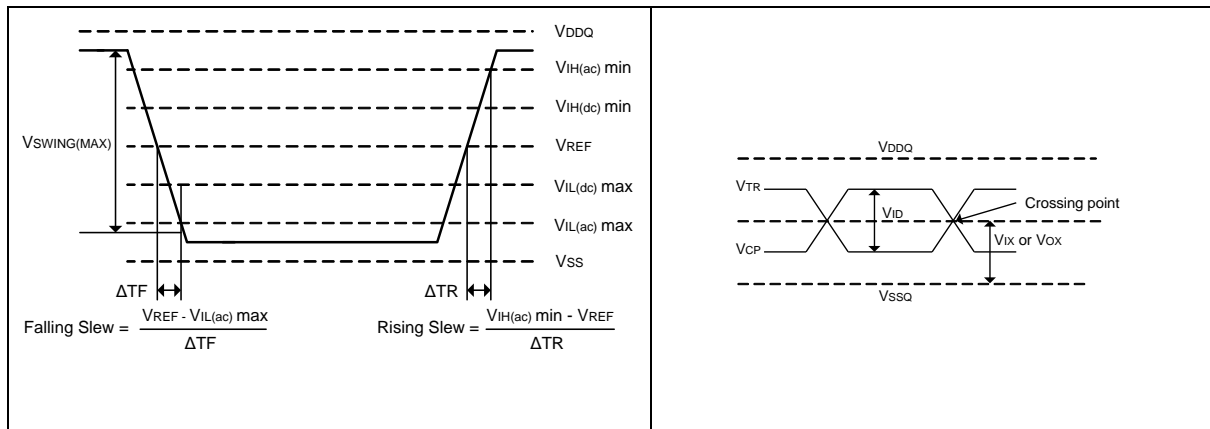 VDDQ
VIH(ac) min
VIH(dc) min
VSWING(MAX)
VREF
VIL(dc) max
VIL(ac) max
VSS
ΔTF
ΔTR
Falling Slew = VREF - VIL(ac) max
ΔTF
Rising Slew = VIH(ac) min - VREF
ΔTR
VDDQ
VTR
VID
Crossing point
VIX or VOX
VCP
VSSQ